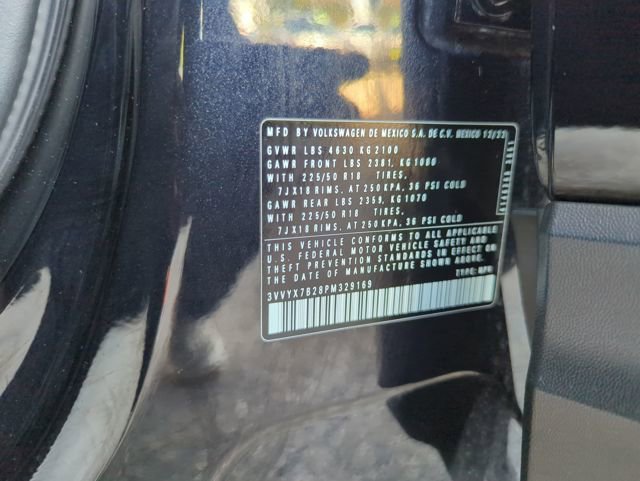 MFD BY VOLKSWAGEN DE MEXICO S.A. DE C.V. MEXICO 12/22
GVWR LBS 4630 KG 2100
GAWR FRONT LBS 2381, KG 1080
WITH 225/50 R18 TIRES,
7JX18 RIMS, AT 250 KPA, 36 PSI COLD
GAWR REAR LBS 2359, KG 1070
WITH 225/50 R18 TIRES,
7JX18 RIMS, AT 250 KPA, 36 PSI COLD
THIS VEHICLE CONFORMS TO ALL APPLICABLE
U.S. FEDERAL MOTOR VEHICLE SAFETY AND
THEFT PREVENTION STANDARDS IN EFFECT ON
THE DATE OF MANUFACTURE SHOWN ABOVE
TYPE: MPV
3VVYX7B28PM329169